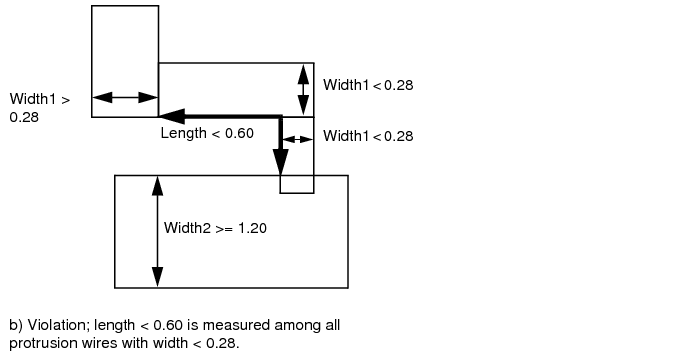 Width1 < 0.28
Width1 >
0.28
Length < 0.60
Width1 < 0.28
Width2 >= 1.20
b) Violation; length < 0.60 is measured among all
protrusion wires with width < 0.28.